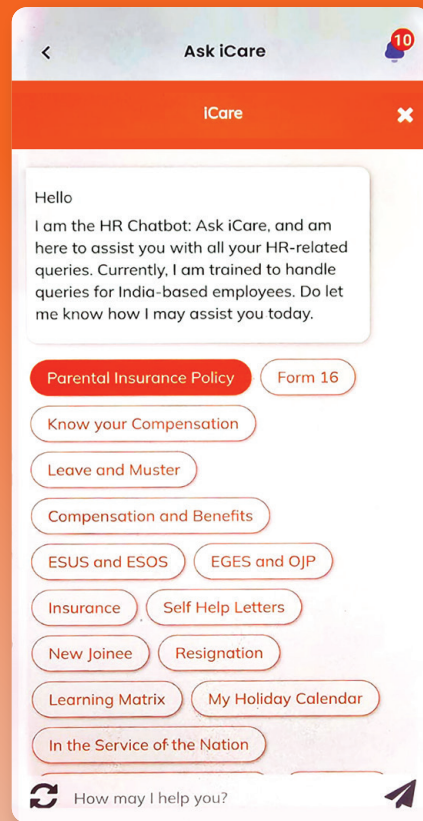 Ask iCare
10
iCare
Hello
I am the HR Chatbot: Ask iCare, and am
here to assist you with all your HR-related
queries. Currently, I am trained to handle
queries for India-based employees. Do let
me know how I may assist you today.
Parental Insurance Policy Form 16
Know your Compensation
Leave and Muster
Compensation and Benefits
ESUS and ESOS EGES and OJP
Insurance Self Help Letters
New Joinee Resignation
Learning Matrix My Holiday Calendar
In the Service of the Nation
How may I help you?